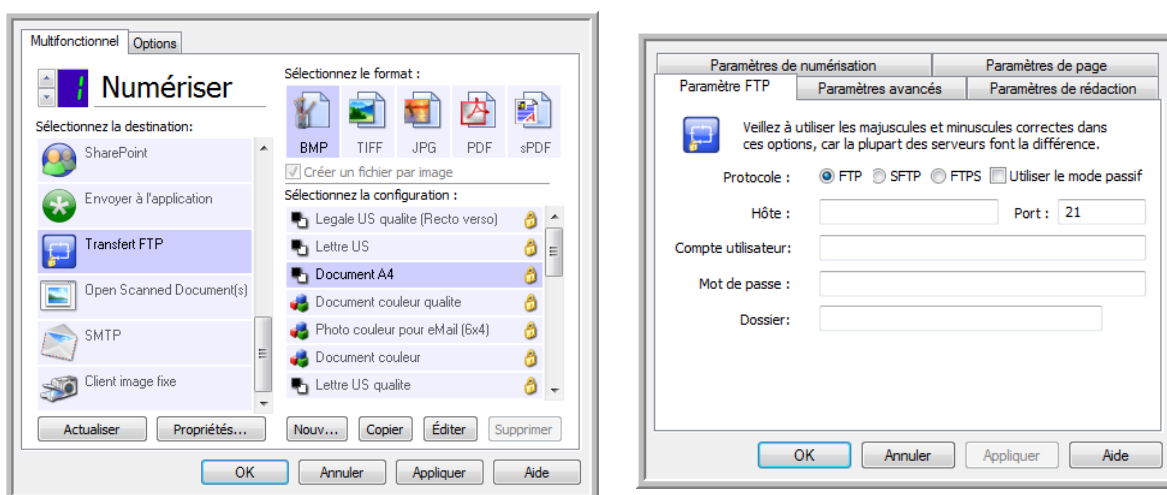 Multifonctionnel Options
1 Numériser
Sélectionnez la destination:
SharePoint
Envoyer à l'application
Transfert FTP
Open Scanned Document(s)
SMTP
Client image fixe
Actualiser Propriétés...
Sélectionnez le format :
BMP TIFF JPG PDF sPDF
Créer un fichier par image
Sélectionnez la configuration :
Legale US qualite (Recto verso)
Lettre US
Document A4
Document couleur qualite
Photo couleur pour eMail (6x4)
Document couleur
Lettre US qualite
Nouv... Copier Éditer Supprimer
OK Annuler Appliquer Aide
Paramètres de numérisation Paramètres de page
Paramètre FTP Paramètres avancés Paramètres de rédaction
Veillez à utiliser les majuscules et minuscules correctes dans
ces options, car la plupart des serveurs font la différence.
Protocole : FTP SFTP FTPS Utiliser le mode passif
Hôte : Port : 21
Compte utilisateur:
Mot de passe :
Dossier:
OK Annuler Appliquer Aide